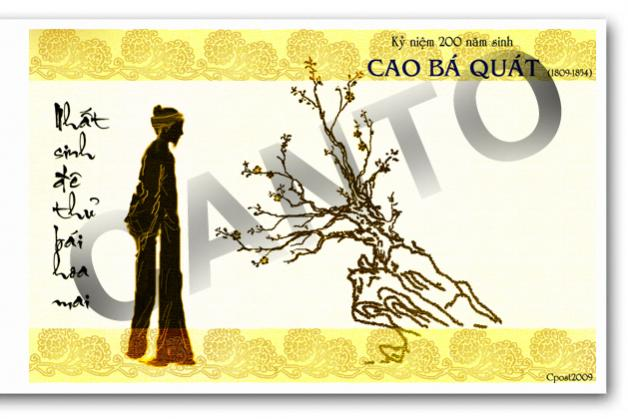 Kỷ niệm 200 năm sinh
CAO BÁ QUÁT (1809-1854)
Nhất
sinh
đê
thủ
bái
hoa
mai
CANTO
Cpost2009